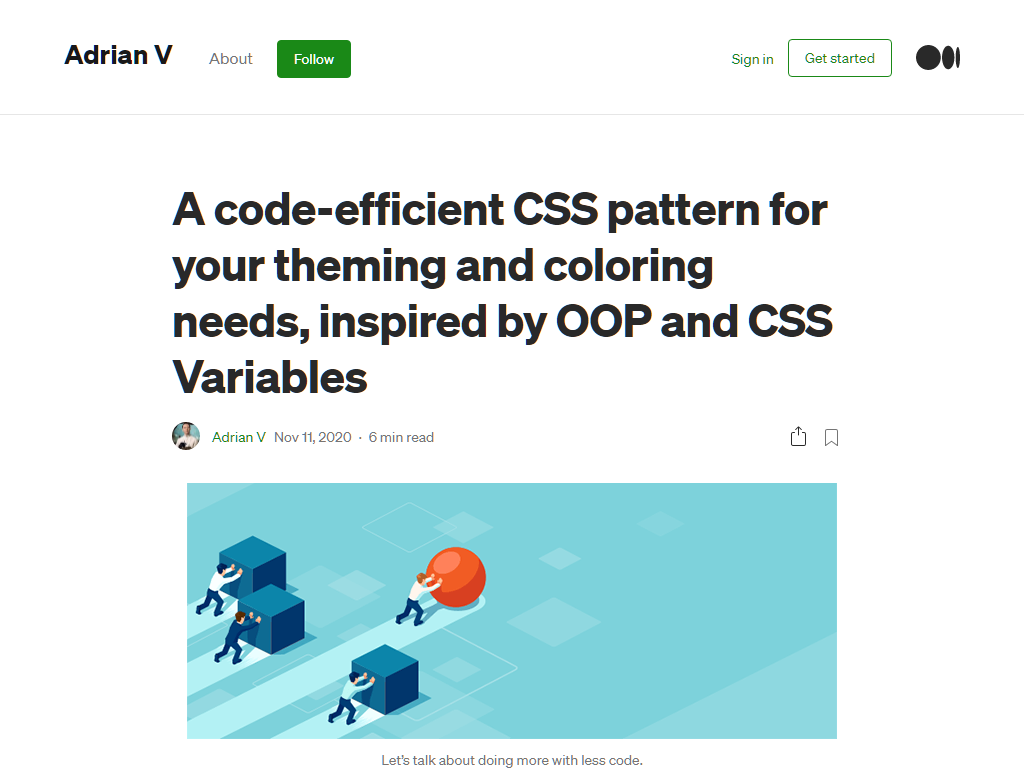 Adrian V About Follow Sign in Get started
A code-efficient CSS pattern for
your theming and coloring
needs, inspired by OOP and CSS
Variables
Adrian V Nov 11, 2020 · 6 min read
Let’s talk about doing more with less code.